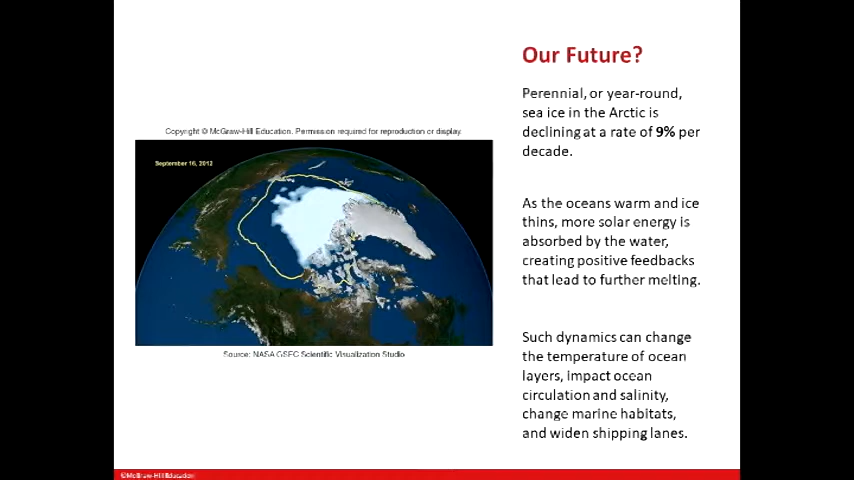 Our Future?
Perennial, or year-round,
sea ice in the Arctic is
declining at a rate of 9% per
decade.
Copyright © McGraw-Hill Education. Permission required for reproduction or display.
September 16, 2012
As the oceans warm and ice
thins, more solar energy is
absorbed by the water,
creating positive feedbacks
that lead to further melting.
Such dynamics can change
the temperature of ocean
layers, impact ocean
circulation and salinity,
change marine habitats,
and widen shipping lanes.
Source: NASA GSFC Scientific Visualization Studio
©McGraw-Hill Education